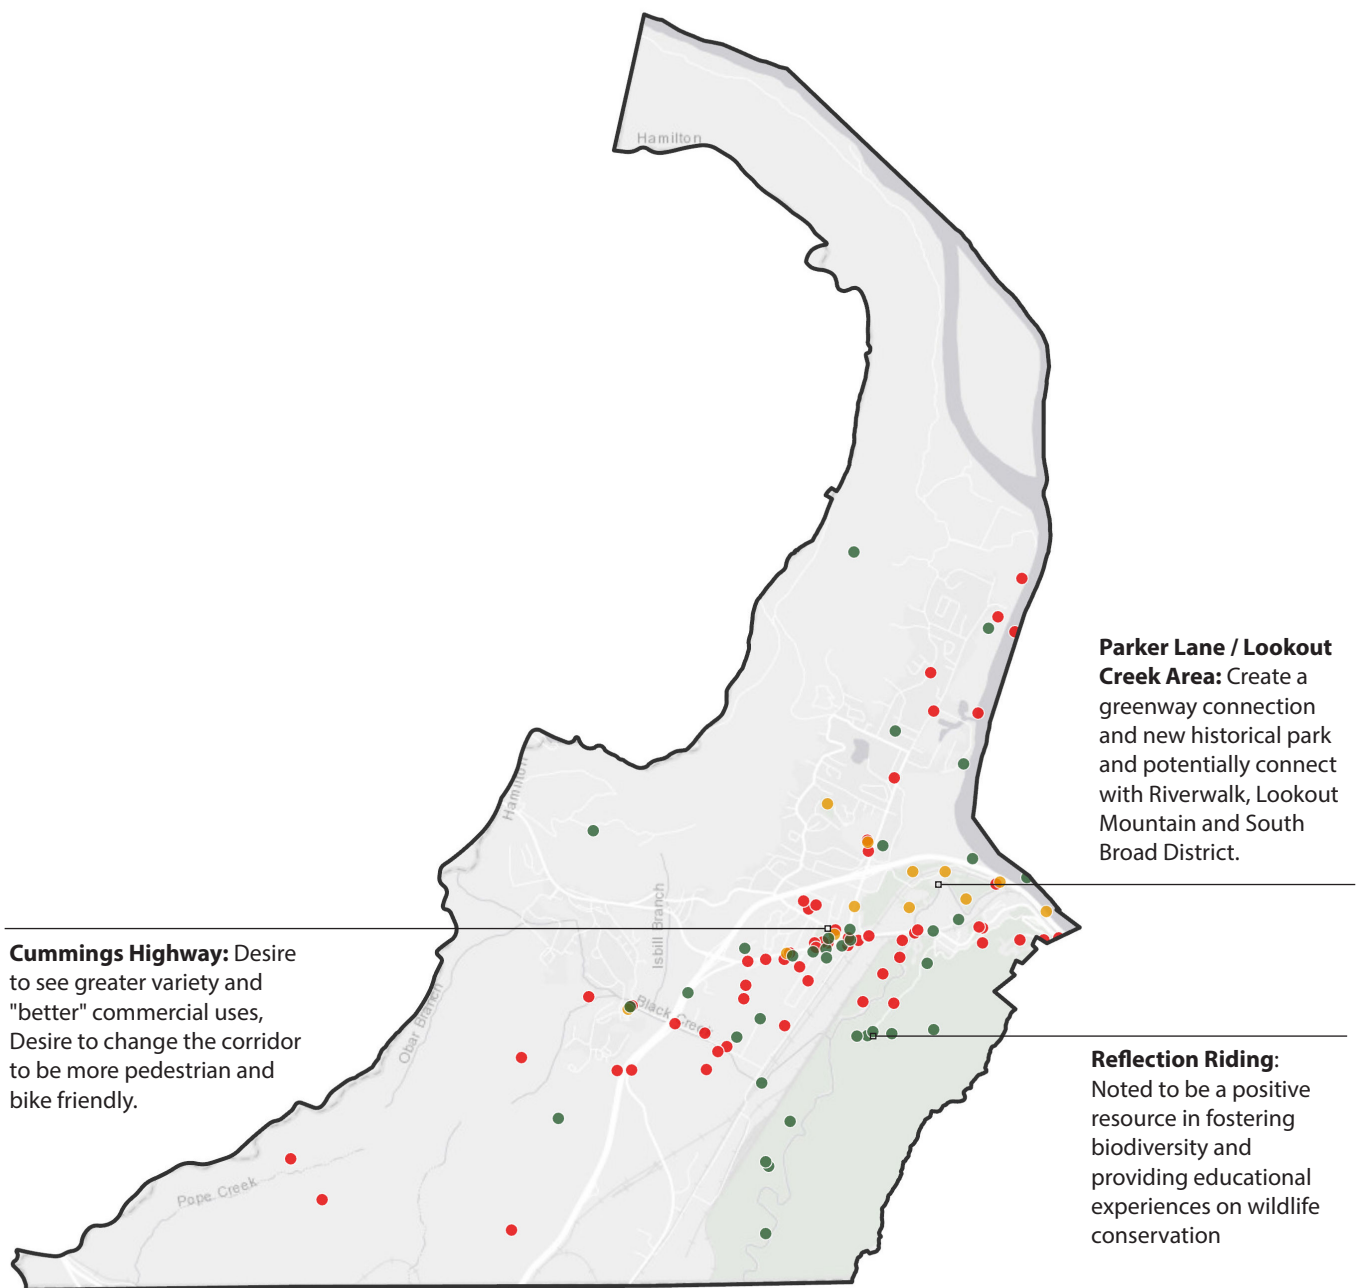 Hamilton
Parker Lane / Lookout
Creek Area: Create a
greenway connection
and new historical park
and potentially connect
with Riverwalk, Lookout
Mountain and South
Broad District.
Hamilton
Isbill Branch
Cummings Highway: Desire
to see greater variety and
"better" commercial uses,
Desire to change the corridor
to be more pedestrian and
bike friendly.
Obar Branch
Black Creek
Reflection Riding:
Noted to be a positive
resource in fostering
biodiversity and
providing educational
experiences on wildlife
conservation
Pope Creek